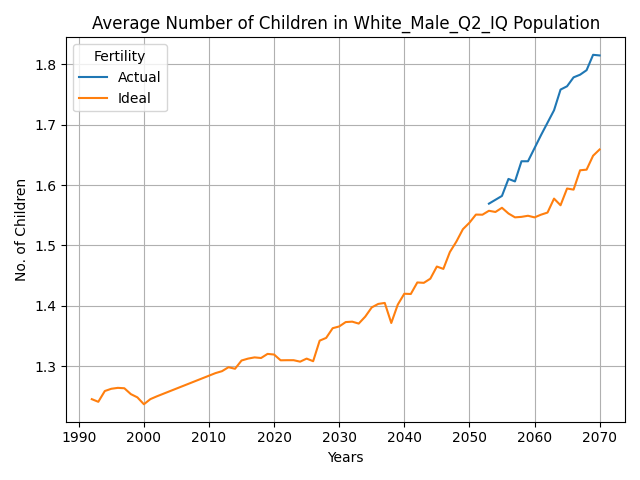 Average Number of Children in White_Male_Q2_IQ Population
Fertility
Actual
Ideal
No. of Children
1.8
1.7
1.6
1.5
1.4
1.3
1990 2000 2010 2020 2030 2040 2050 2060 2070
Years